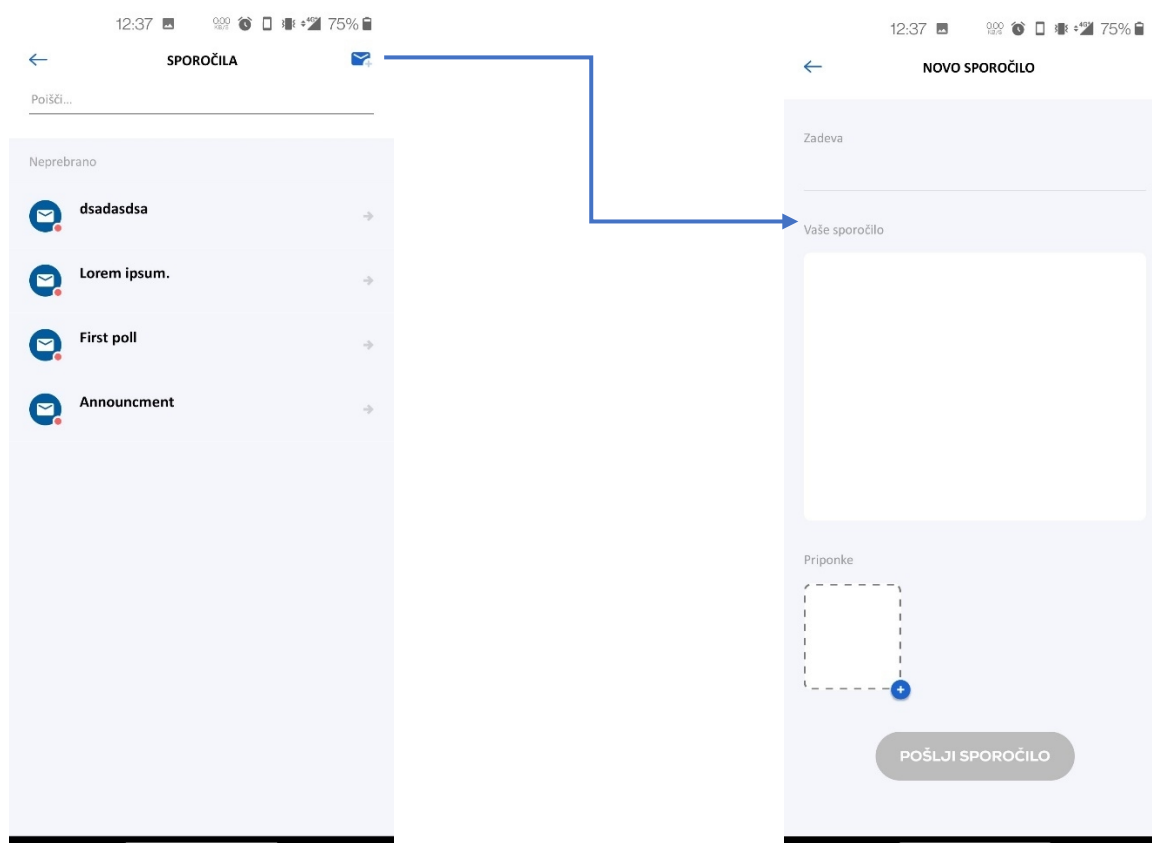 12:37 75%
SPOROČILA
Poišči...
Neprebrano
dsadasdsa
Lorem ipsum.
First poll
Announcment
12:37 75%
NOVO SPOROČILO
Zadeva
Vaše sporočilo
Priponke
POŠLJI SPOROČILO